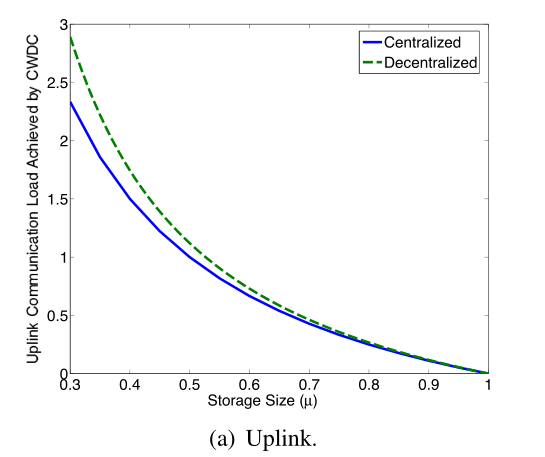 Uplink Communication Load Achieved by CWDC
3
2.5
2
1.5
1
0.5
0
0.3 0.4 0.5 0.6 0.7 0.8 0.9 1
Storage Size (μ)
Centralized
Decentralized
(a) Uplink.